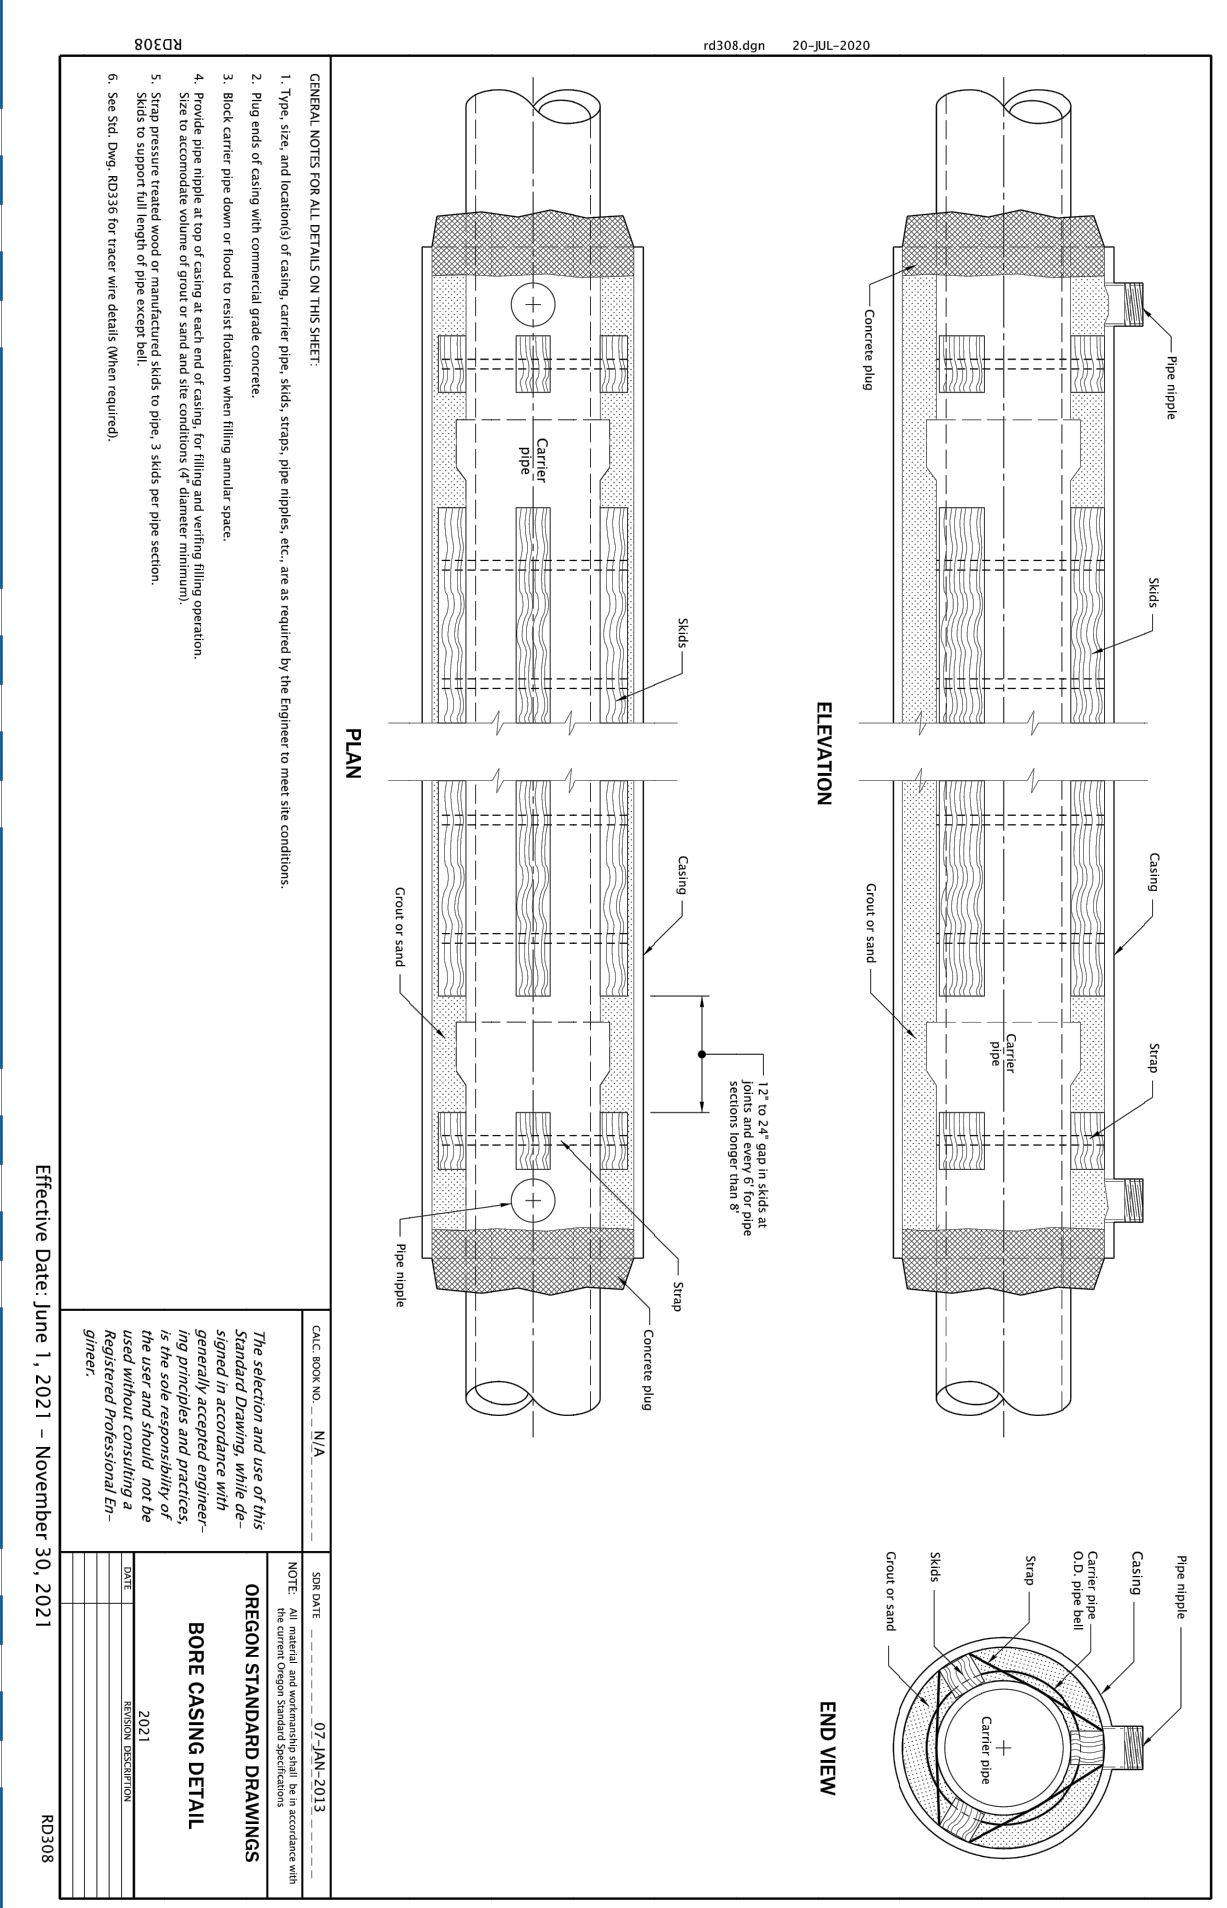 rd308.dgn 20-JUL-2020
RD308
Pipe nipple
Skids
Casing
Strap
Concrete plug
Grout or sand
Carrier
pipe
ELEVATION
Pipe nipple
Casing
Carrier pipe
O.D. pipe bell
Strap
Skids
Grout or sand
Carrier pipe
END VIEW
12" to 24" gap in skids at
joints and every 6' for pipe
sections longer than 8'
Skids
Casing
Strap
Concrete plug
Carrier
pipe
Grout or sand
Pipe nipple
PLAN
GENERAL NOTES FOR ALL DETAILS ON THIS SHEET:
1. Type, size, and location(s) of casing, carrier pipe, skids, straps, pipe nipples, etc., are as required by the Engineer to meet site conditions.
2. Plug ends of casing with commercial grade concrete.
3. Block carrier pipe down or flood to resist flotation when filling annular space.
4. Provide pipe nipple at top of casing at each end of casing, for filling and verifing filling operation.
Size to accomodate volume of grout or sand and site conditions (4" diameter minimum).
5. Strap pressure treated wood or manufactured skids to pipe, 3 skids per pipe section.
Skids to support full length of pipe except bell.
6. See Std. Dwg. RD336 for tracer wire details (When required).
CALC. BOOK NO. N/A
SDR DATE 07-JAN-2013
The selection and use of this
Standard Drawing, while de-
signed in accordance with
generally accepted engineer-
ing principles and practices,
is the sole responsibility of
the user and should not be
used without consulting a
Registered Professional En-
gineer.
NOTE: All material and workmanship shall be in accordance with
the current Oregon Standard Specifications
OREGON STANDARD DRAWINGS
BORE CASING DETAIL
2021
DATE REVISION DESCRIPTION
Effective Date: June 1, 2021 – November 30, 2021
RD308